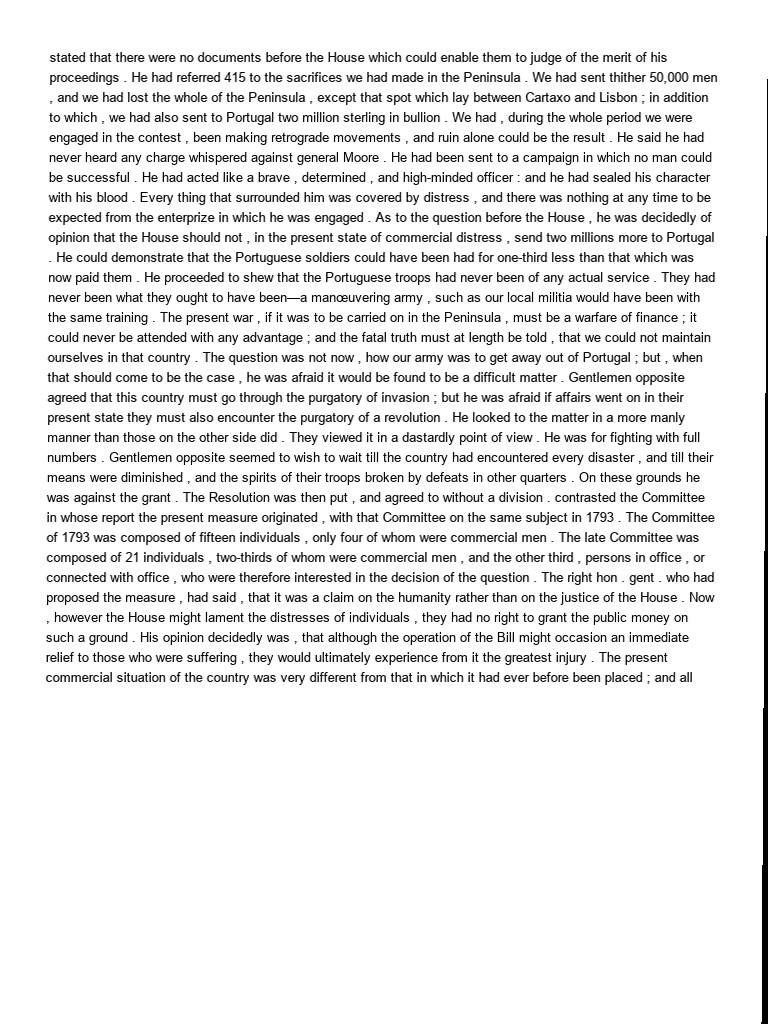 stated that there were no documents before the House which could enable them to judge of the merit of his
proceedings . He had referred 415 to the sacrifices we had made in the Peninsula . We had sent thither 50,000 men
, and we had lost the whole of the Peninsula , except that spot which lay between Cartaxo and Lisbon ; in addition
to which , we had also sent to Portugal two million sterling in bullion . We had , during the whole period we were
engaged in the contest , been making retrograde movements , and ruin alone could be the result . He said he had
never heard any charge whispered against general Moore . He had been sent to a campaign in which no man could
be successful . He had acted like a brave , determined , and high-minded officer : and he had sealed his character
with his blood . Every thing that surrounded him was covered by distress , and there was nothing at any time to be
expected from the enterprize in which he was engaged . As to the question before the House , he was decidedly of
opinion that the House should not , in the present state of commercial distress , send two millions more to Portugal
. He could demonstrate that the Portuguese soldiers could have been had for one-third less than that which was
now paid them . He proceeded to shew that the Portuguese troops had never been of any actual service . They had
never been what they ought to have been—a manœuvering army , such as our local militia would have been with
the same training . The present war , if it was to be carried on in the Peninsula , must be a warfare of finance ; it
could never be attended with any advantage ; and the fatal truth must at length be told , that we could not maintain
ourselves in that country . The question was not now , how our army was to get away out of Portugal ; but , when
that should come to be the case , he was afraid it would be found to be a difficult matter . Gentlemen opposite
agreed that this country must go through the purgatory of invasion ; but he was afraid if affairs went on in their
present state they must also encounter the purgatory of a revolution . He looked to the matter in a more manly
manner than those on the other side did . They viewed it in a dastardly point of view . He was for fighting with full
numbers . Gentlemen opposite seemed to wish to wait till the country had encountered every disaster , and till their
means were diminished , and the spirits of their troops broken by defeats in other quarters . On these grounds he
was against the grant . The Resolution was then put , and agreed to without a division . contrasted the Committee
in whose report the present measure originated , with that Committee on the same subject in 1793 . The Committee
of 1793 was composed of fifteen individuals , only four of whom were commercial men . The late Committee was
composed of 21 individuals , two-thirds of whom were commercial men , and the other third , persons in office , or
connected with office , who were therefore interested in the decision of the question . The right hon . gent . who had
proposed the measure , had said , that it was a claim on the humanity rather than on the justice of the House . Now
, however the House might lament the distresses of individuals , they had no right to grant the public money on
such a ground . His opinion decidedly was , that although the operation of the Bill might occasion an immediate
relief to those who were suffering , they would ultimately experience from it the greatest injury . The present
commercial situation of the country was very different from that in which it had ever before been placed ; and all